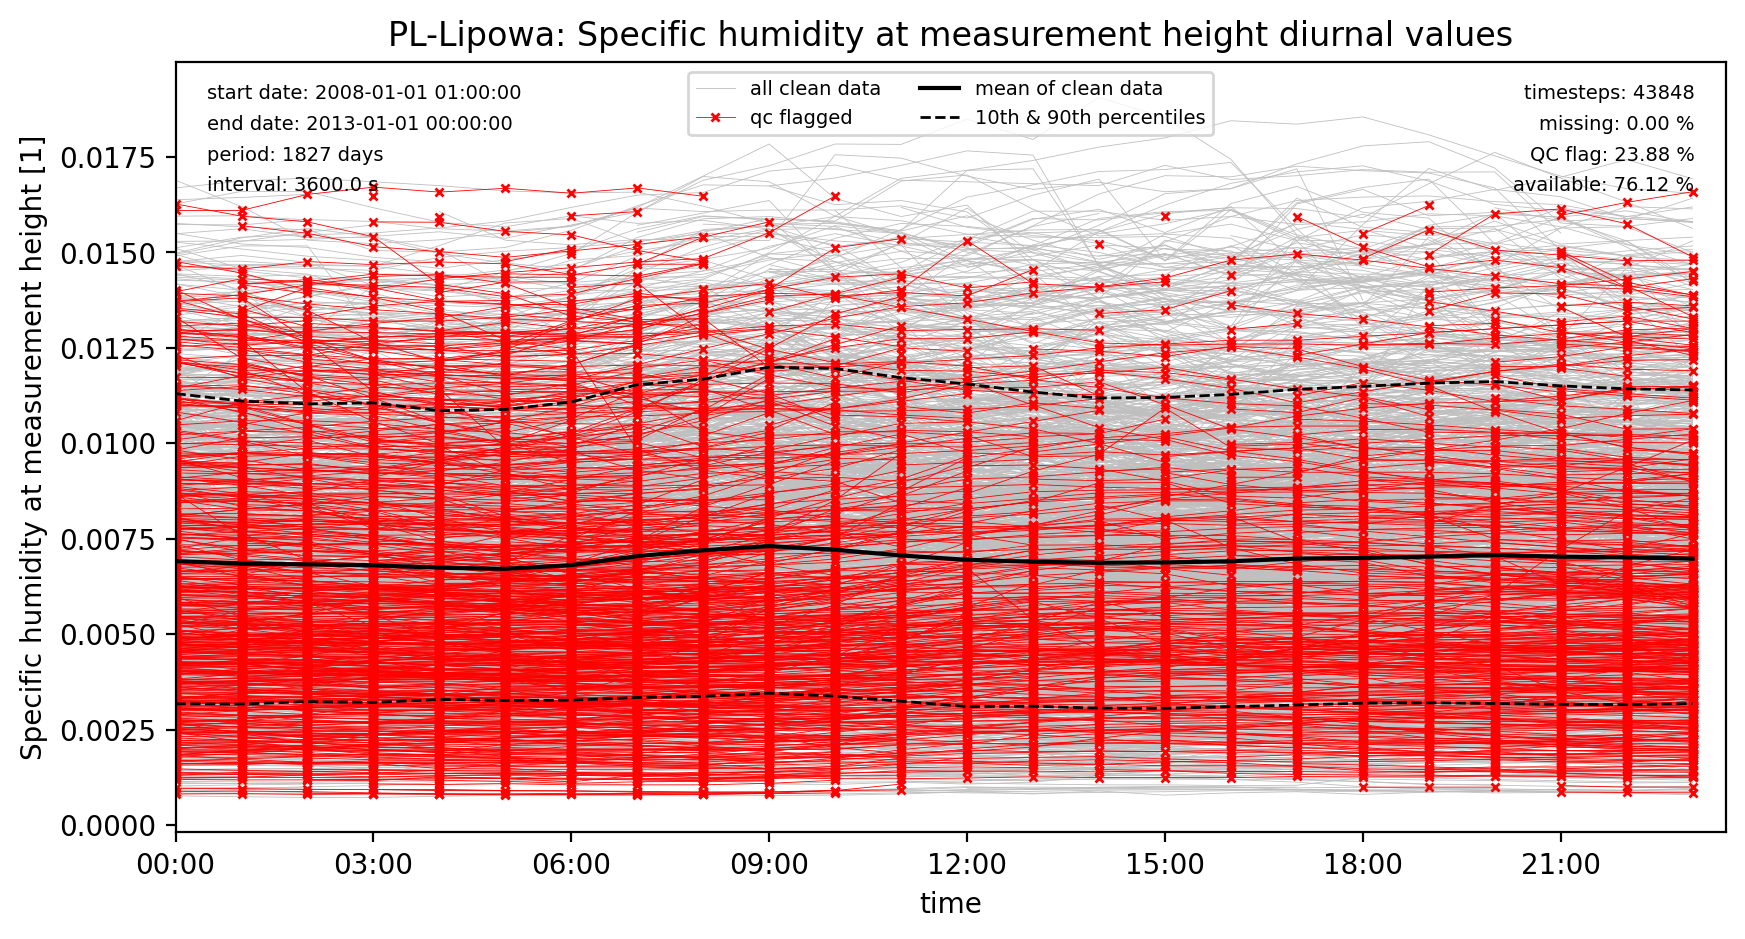 PL-Lipowa: Specific humidity at measurement height diurnal values
start date: 2008-01-01 01:00:00
end date: 2013-01-01 00:00:00
period: 1827 days
interval: 3600.0 s
all clean data
qc flagged
mean of clean data
10th & 90th percentiles
timesteps: 43848
missing: 0.00 %
QC flag: 23.88 %
available: 76.12 %
Specific humidity at measurement height [1]
0.0175
0.0150
0.0125
0.0100
0.0075
0.0050
0.0025
0.0000
00:00
03:00
06:00
09:00
12:00
15:00
18:00
21:00
time